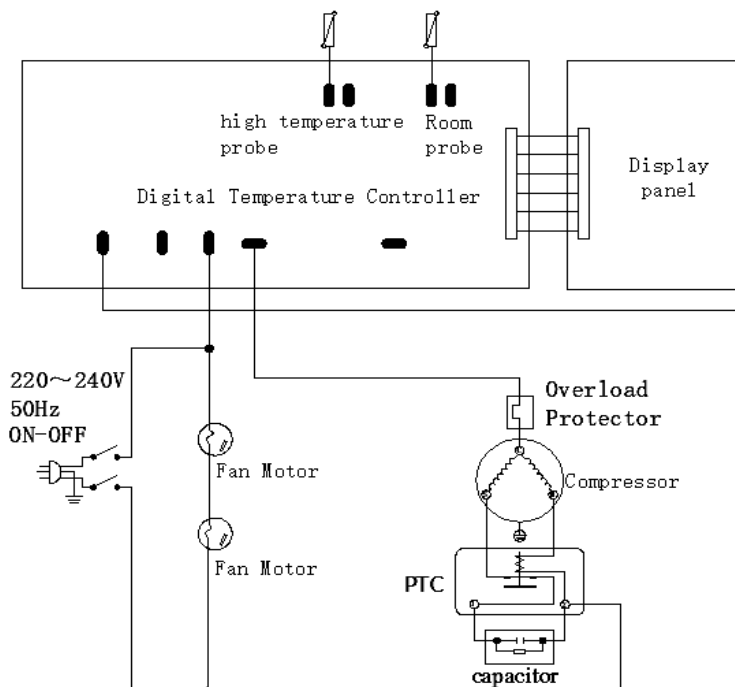 high temperature
probe
Room
probe
Display
panel
Digital Temperature Controller
220～240V
50Hz
ON-OFF
Overload
Protector
Fan Motor
Compressor
Fan Motor
PTC
capacitor